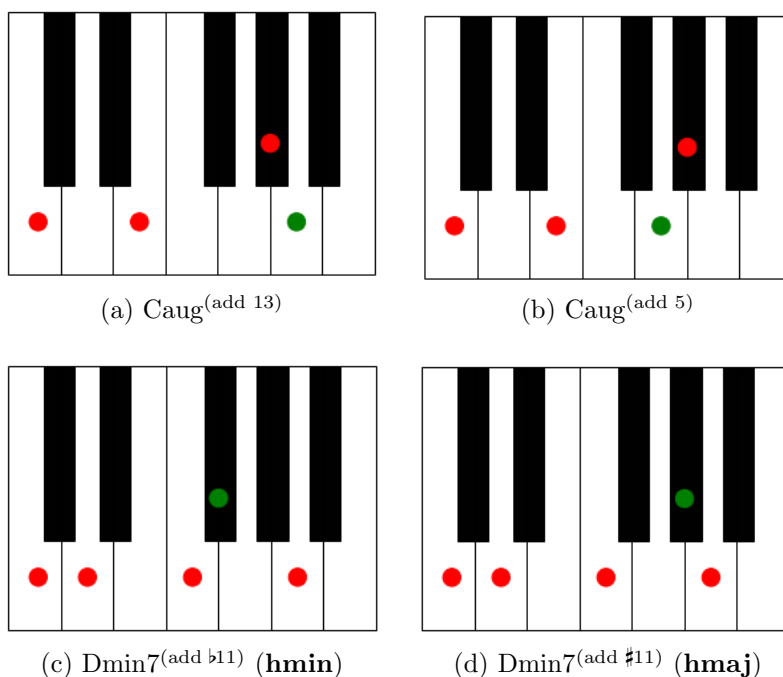 (a) Caug(add 13)
(b) Caug(add 5)
(c) Dmin7(add ♭11) (hmin)
(d) Dmin7(add ♯11) (hmaj)